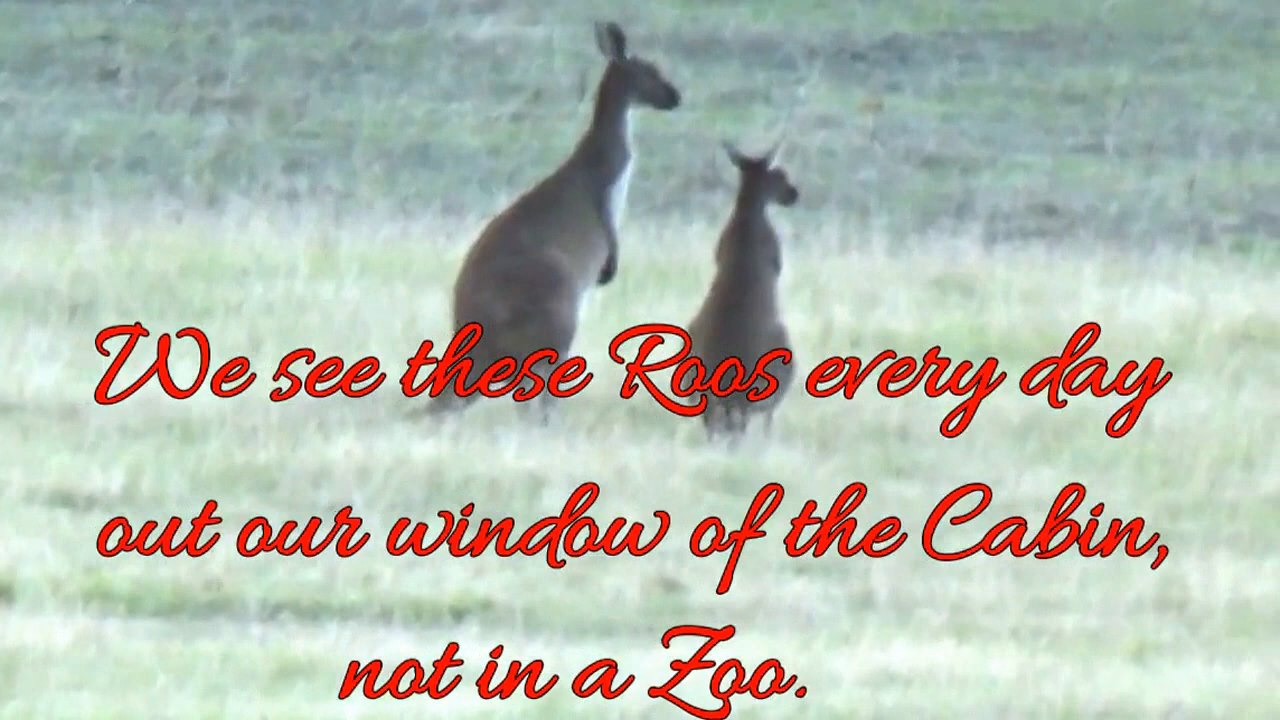 We see these Roos every day
out our window of the Cabin,
not in a Zoo.